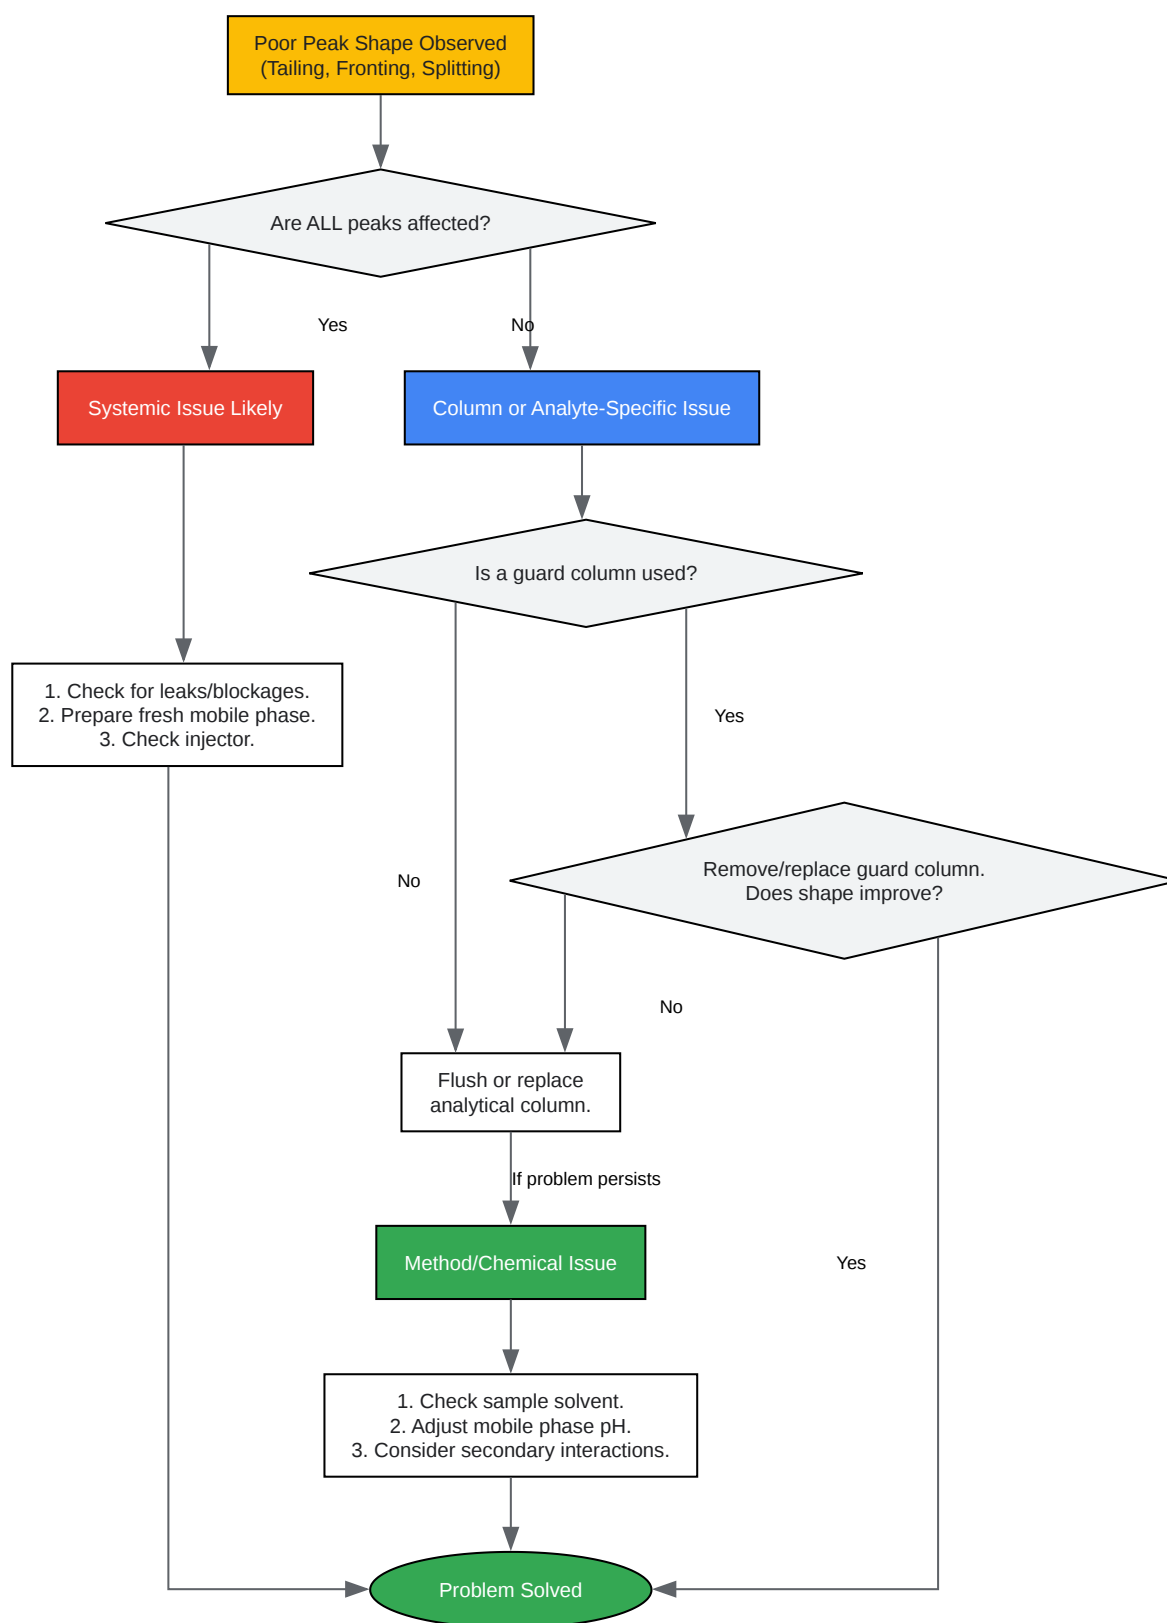 Poor Peak Shape Observed
(Tailing, Fronting, Splitting)
Are ALL peaks affected?
Yes
No
Systemic Issue Likely
Column or Analyte-Specific Issue
Is a guard column used?
1. Check for leaks/blockages.
2. Prepare fresh mobile phase.
3. Check injector.
Yes
No
Remove/replace guard column.
Does shape improve?
No
Flush or replace
analytical column.
If problem persists
Method/Chemical Issue
Yes
1. Check sample solvent.
2. Adjust mobile phase pH.
3. Consider secondary interactions.
Problem Solved